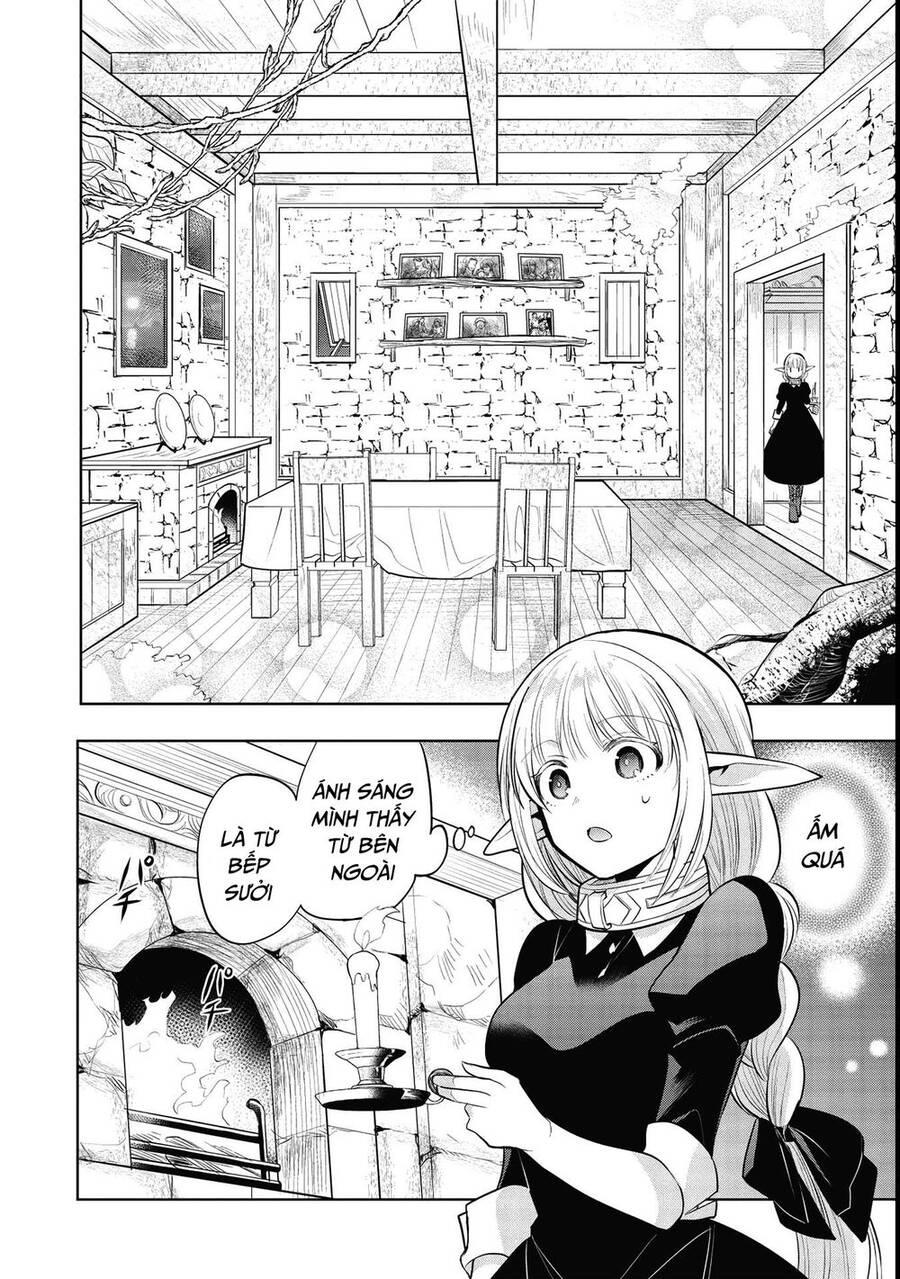 ẤM
QUÁ
ÁNH SÁNG
MÌNH THẤY
TỪ BÊN
NGOÀI
LÀ TỪ
BẾP
SƯỞI
パチ
パチ